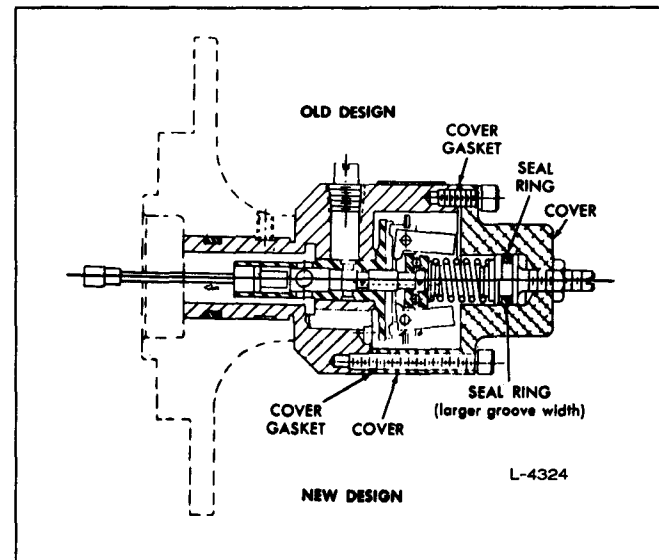 OLD DESIGN
COVER
GASKET
SEAL
RING
COVER
SEAL RING
(larger groove width)
COVER
GASKET
COVER
L-4324
NEW DESIGN